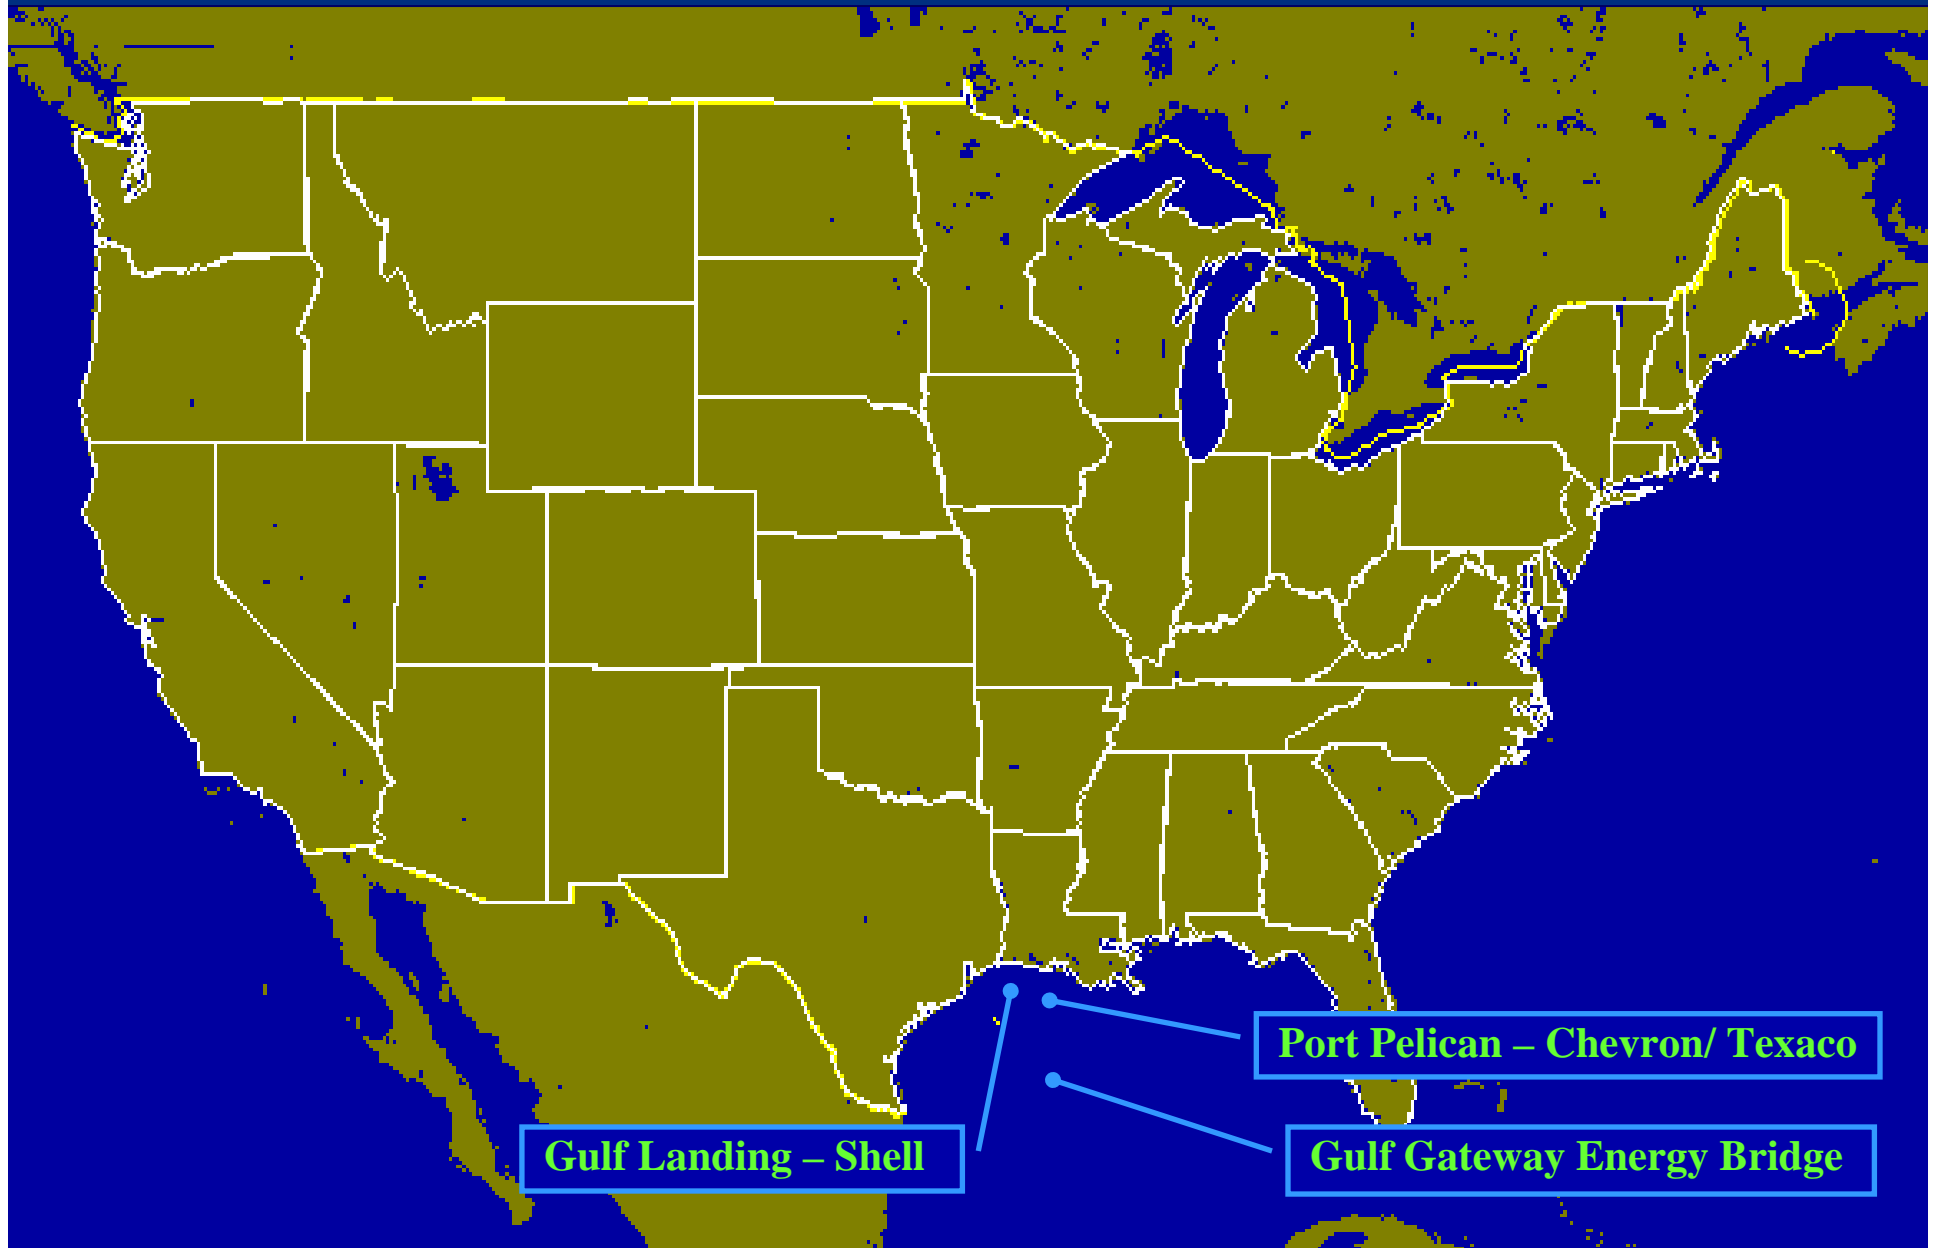 Port Pelican – Chevron/ Texaco
Gulf Landing – Shell
Gulf Gateway Energy Bridge